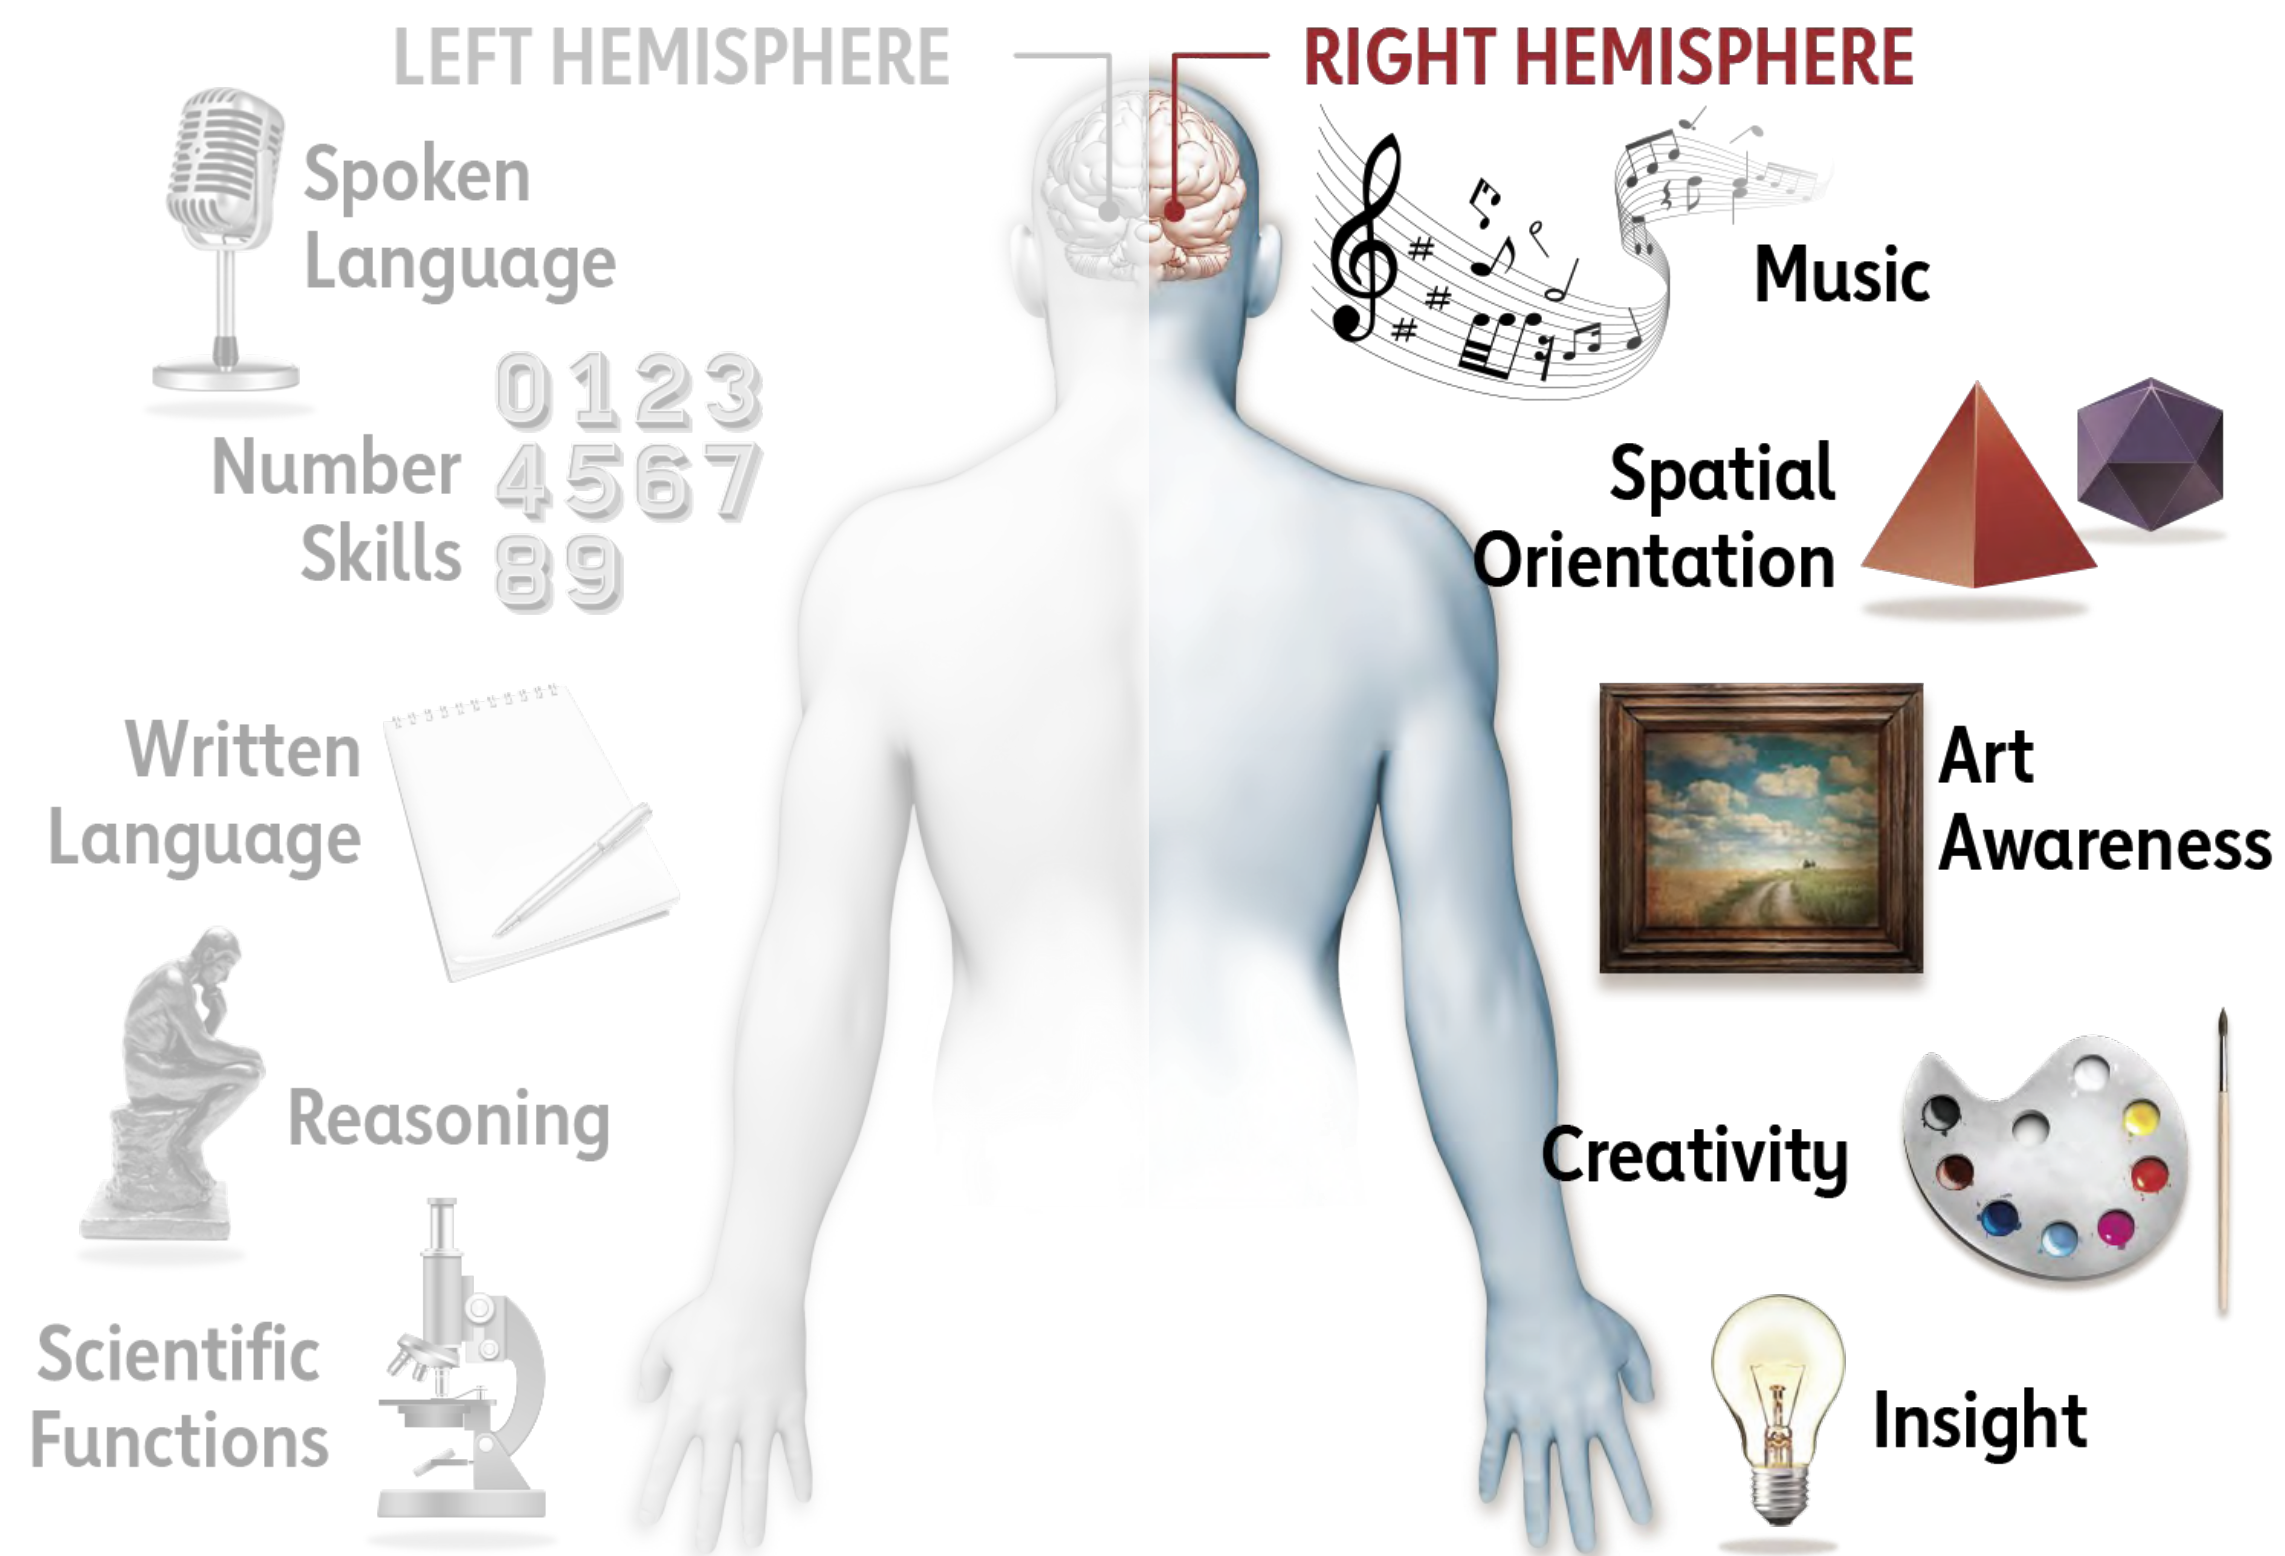 LEFT HEMISPHERE
Spoken
Language
0123
4567
89
Number
Skills
Written
Language
Reasoning
Scientific
Functions
RIGHT HEMISPHERE
Music
Spatial
Orientation
Art
Awareness
Creativity
Insight